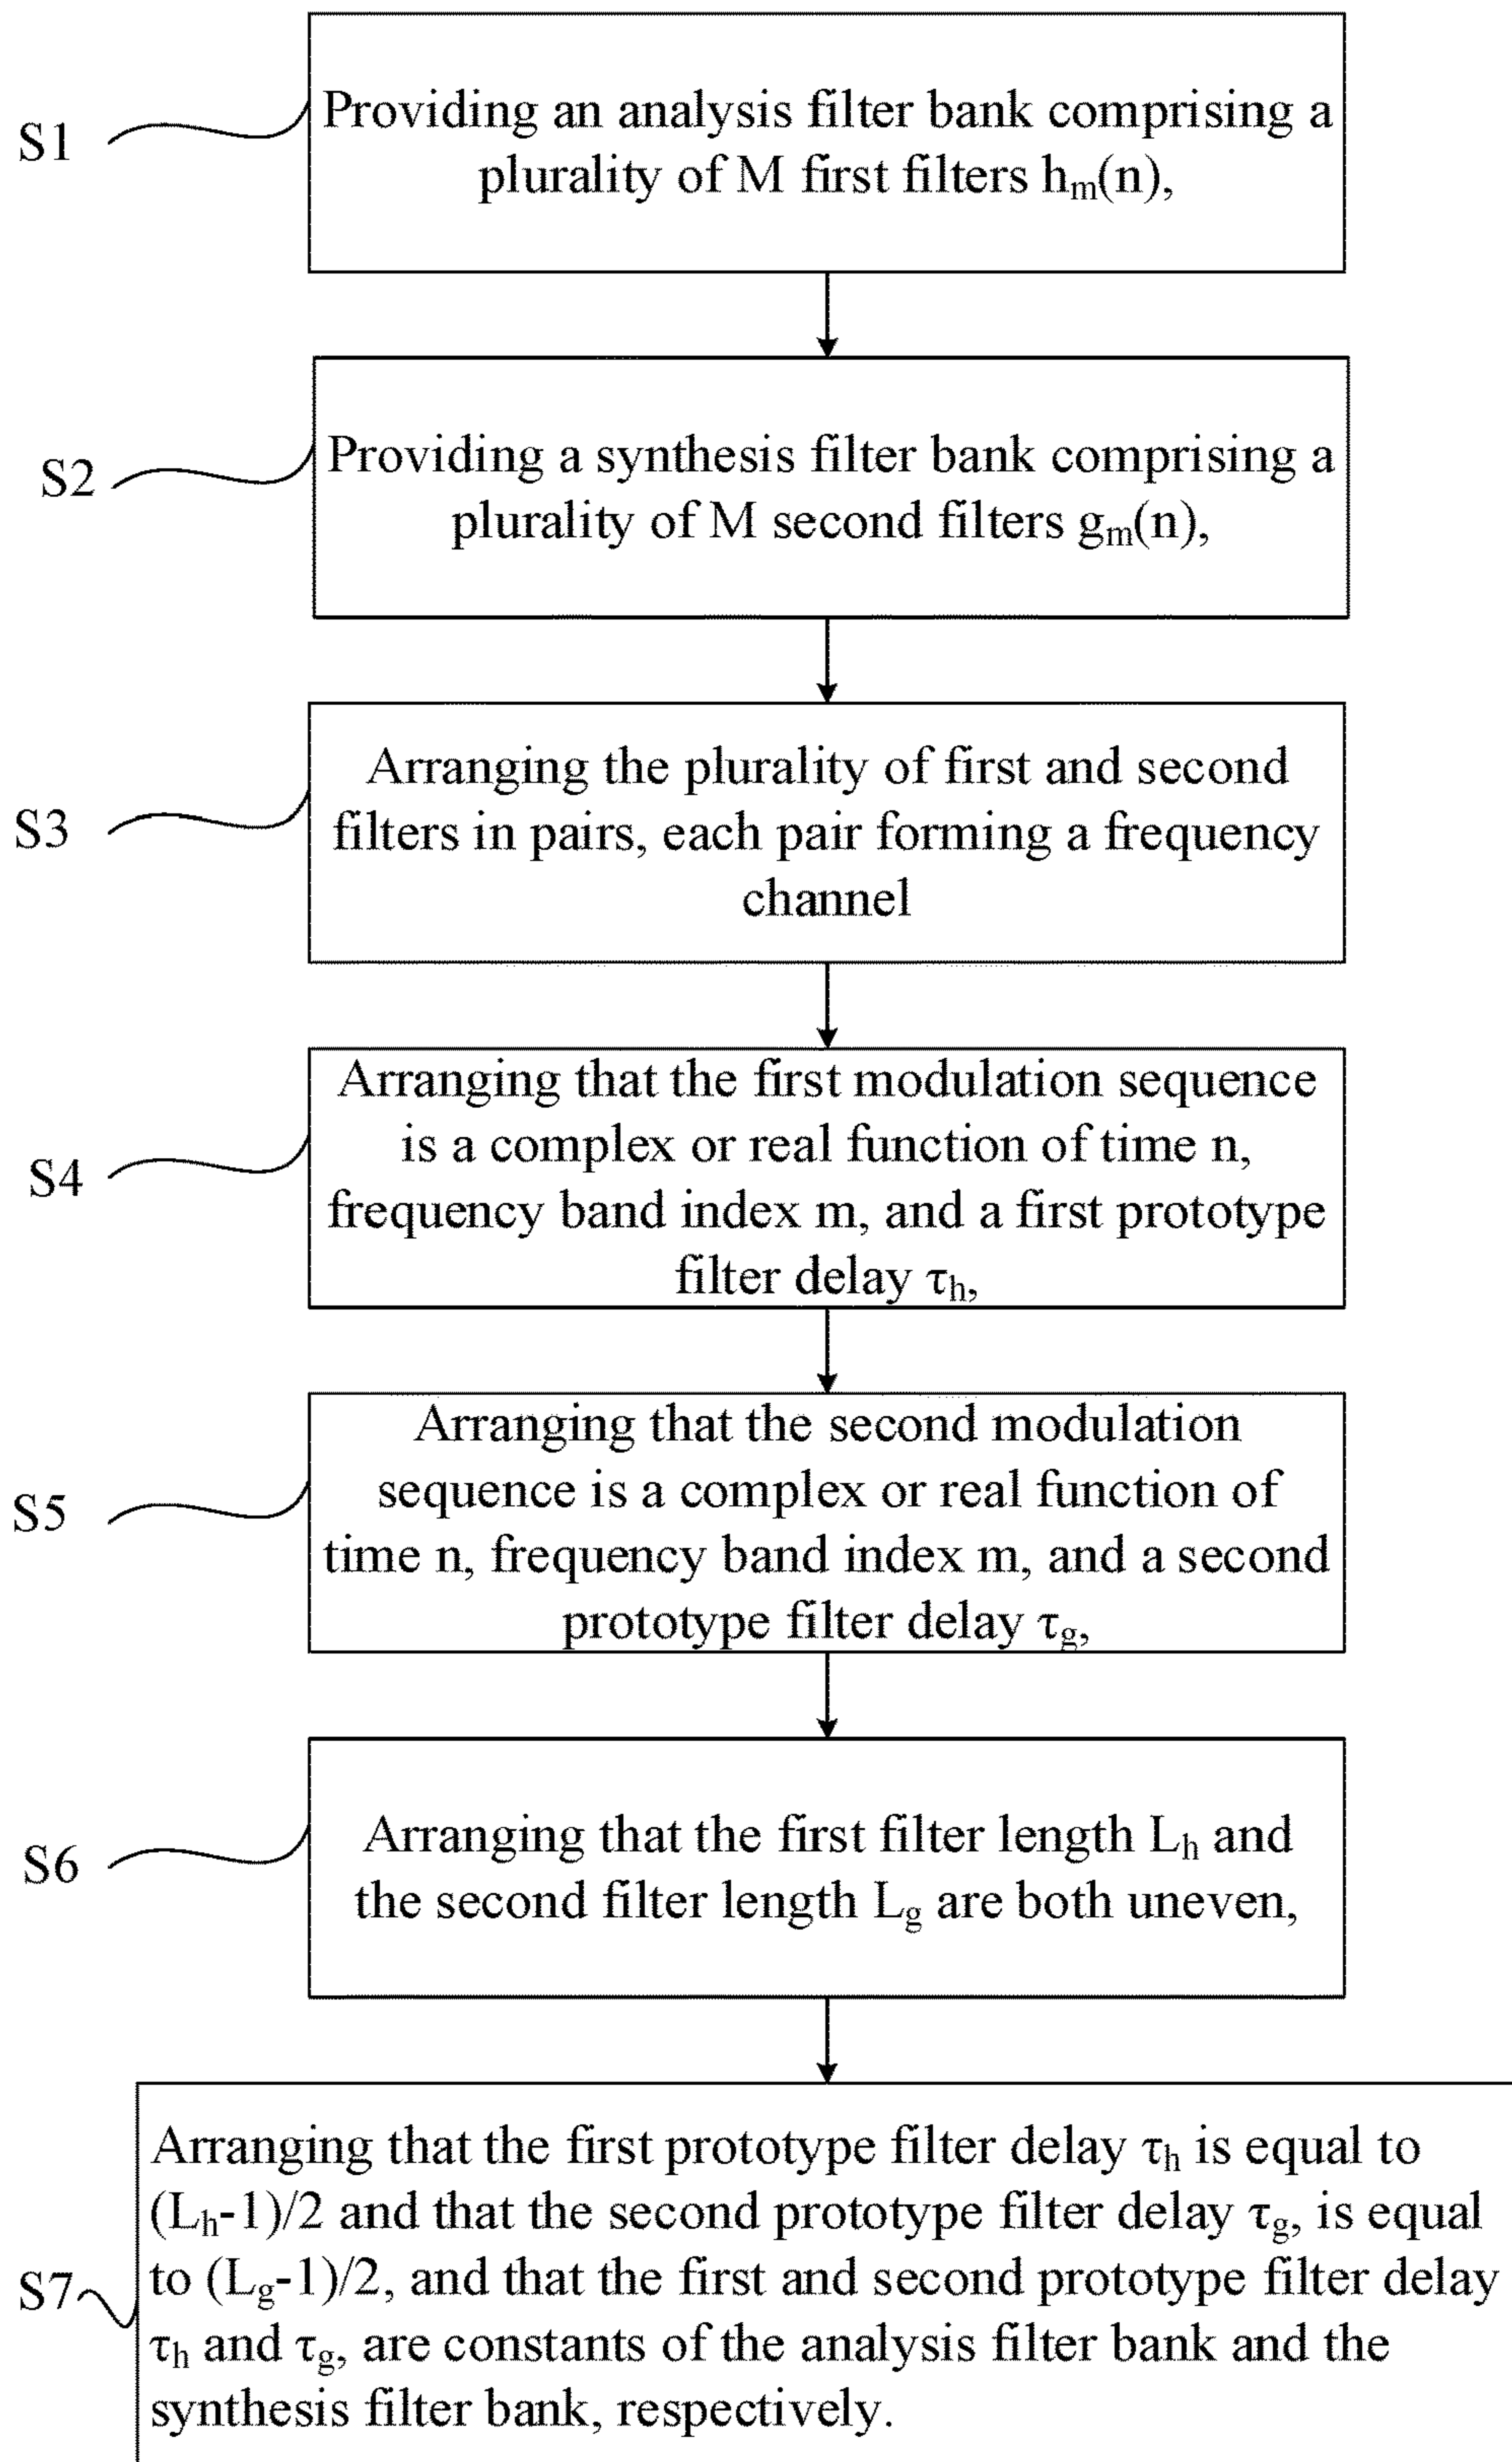 S1
Providing an analysis filter bank comprising a
plurality of M first filters hm(n),
S2
Providing a synthesis filter bank comprising a
plurality of M second filters gm(n),
S3
Arranging the plurality of first and second
filters in pairs, each pair forming a frequency
channel
S4
Arranging that the first modulation sequence
is a complex or real function of time n,
frequency band index m, and a first prototype
filter delay τh,
S5
Arranging that the second modulation
sequence is a complex or real function of
time n, frequency band index m, and a second
prototype filter delay τg,
S6
Arranging that the first filter length Lh and
the second filter length Lg are both uneven,
S7
Arranging that the first prototype filter delay τh is equal to
(Lh-1)/2 and that the second prototype filter delay τg, is equal
to (Lg-1)/2, and that the first and second prototype filter delay
τh and τg, are constants of the analysis filter bank and the
synthesis filter bank, respectively.